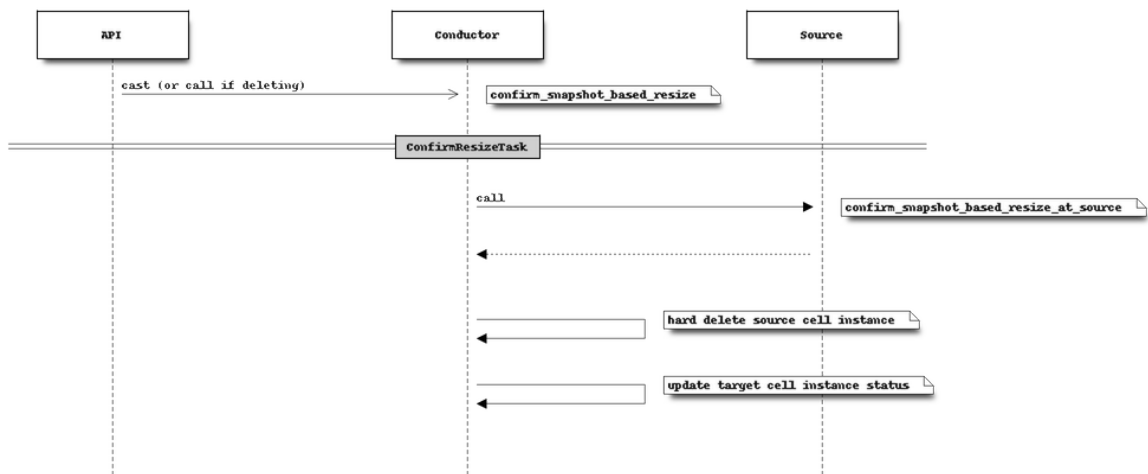 API
Conductor
Source
cast (or call if deleting)
confirm_snapshot_based_resize
ConfirmResizeTask
call
confirm_snapshot_based_resize_at_source
hard delete source cell instance
update target cell instance status